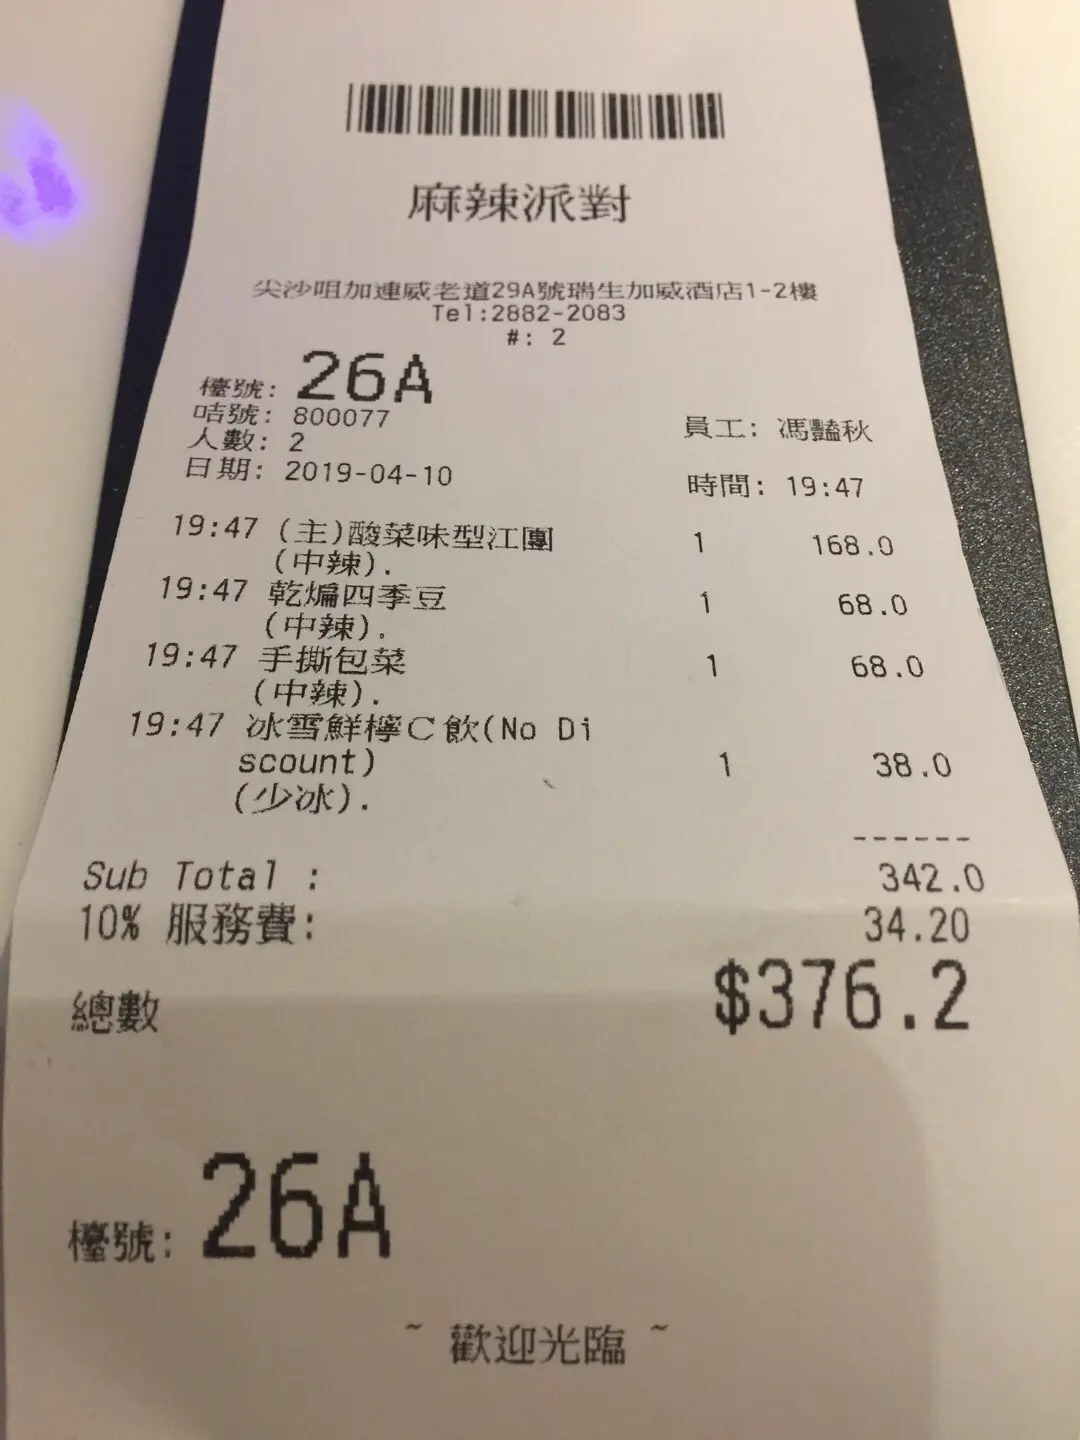 麻辣派對
尖沙咀加連威老道29A號瑞生加威酒店1-2樓
Tel:2882-2083
#: 2
檯號: 26A
咭號: 800077
人數: 2 員工: 馮豔秋
日期: 2019-04-10 時間: 19:47
19:47 (主)酸菜味型江團 1 168.0
(中辣).
19:47 乾煸四季豆 1 68.0
(中辣).
19:47 手撕包菜 1 68.0
(中辣).
19:47 冰雪鮮檸C飲(No Di
scount) 1 38.0
(少冰).
------
Sub Total : 342.0
10% 服務費: 34.20
總數 $376.2
檯號: 26A
~ 歡迎光臨 ~